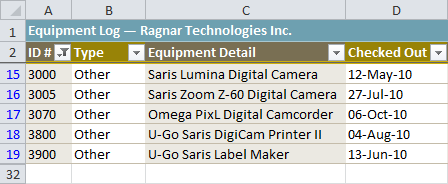 A B C D
1 Equipment Log — Ragnar Technologies Inc.
2 ID # Type Equipment Detail Checked Out
15 3000 Other Saris Lumina Digital Camera 12-May-10
16 3005 Other Saris Zoom Z-60 Digital Camera 27-Jul-10
17 3070 Other Omega PixL Digital Camcorder 06-Oct-10
18 3800 Other U-Go Saris DigiCam Printer II 04-Aug-10
19 3900 Other U-Go Saris Label Maker 13-Jun-10
32